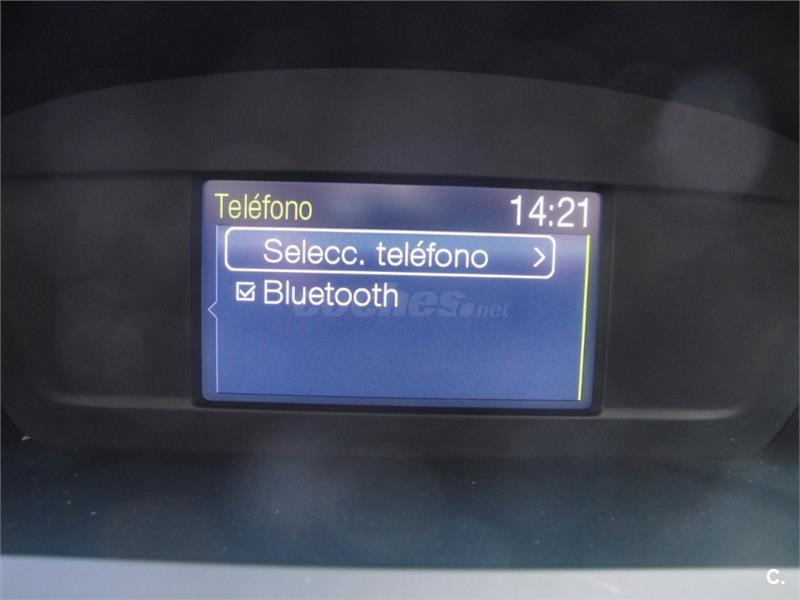 Teléfono 14:21
Selecc. teléfono >
Bluetooth
coches.net
C.